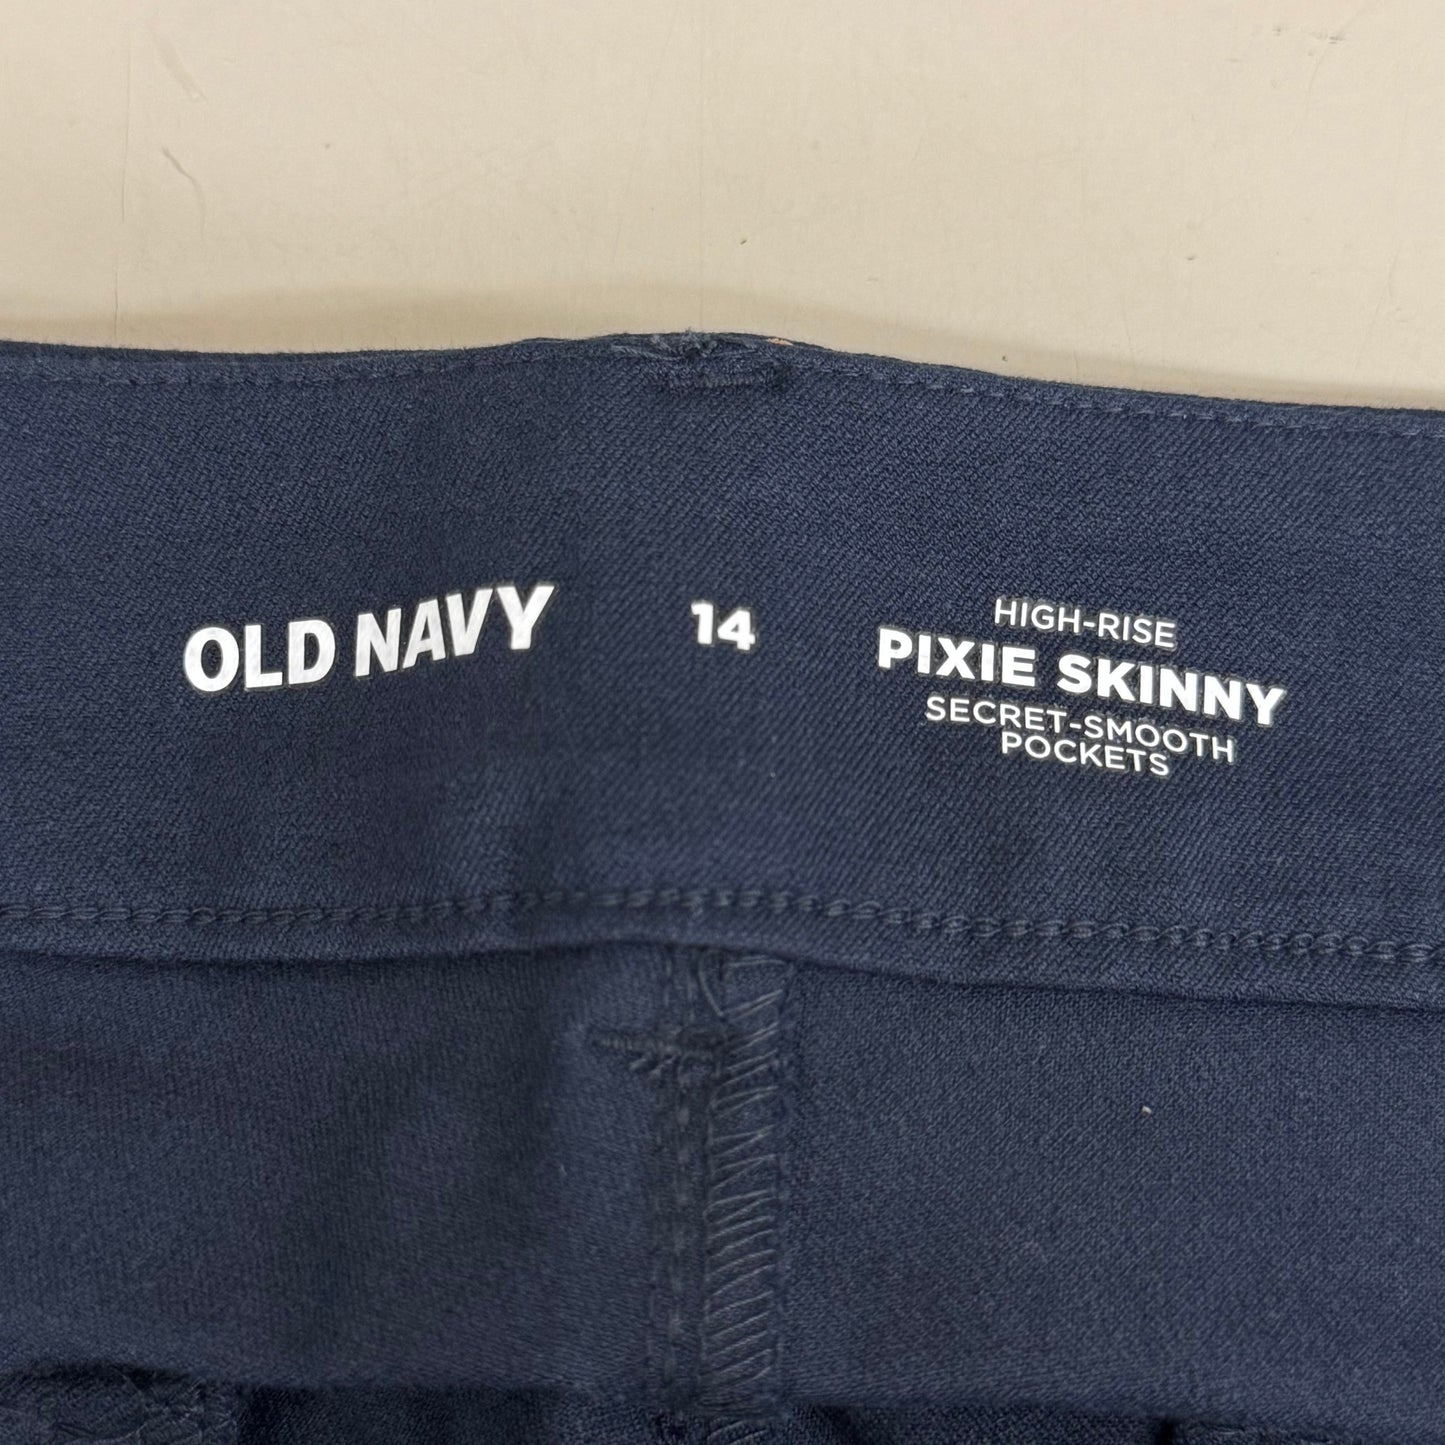 OLD NAVY
14
HIGH-RISE
PIXIE SKINNY
SECRET-SMOOTH
POCKETS